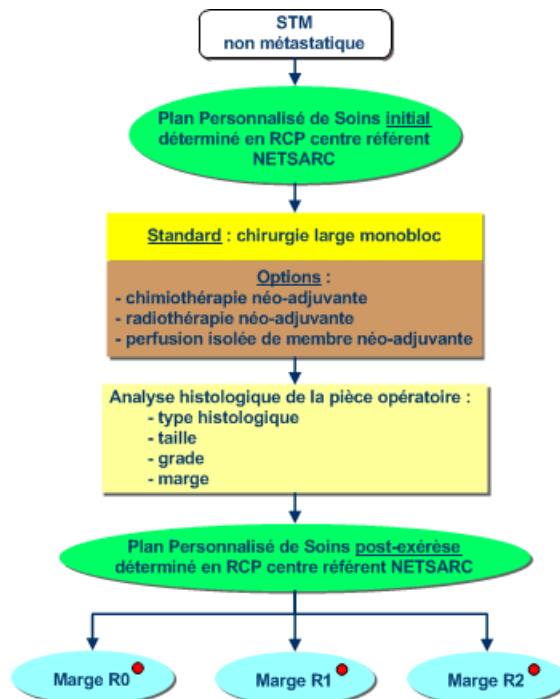 STM
non métastatique
Plan Personnalisé de Soins initial
déterminé en RCP centre référent
NETSARC
Standard : chirurgie large monobloc
Options :
- chimiothérapie néo-adjuvante
- radiothérapie néo-adjuvante
- perfusion isolée de membre néo-adjuvante
Analyse histologique de la pièce opératoire :
- type histologique
- taille
- grade
- marge
Plan Personnalisé de Soins post-exérèse
déterminé en RCP centre référent NETSARC
Marge R0
Marge R1
Marge R2